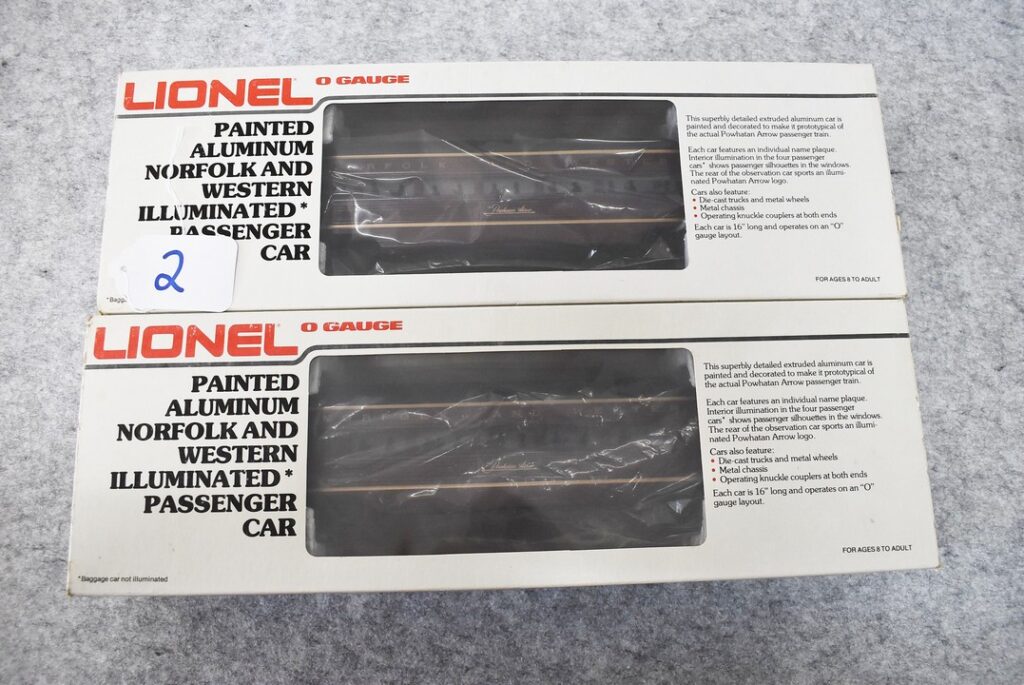 LIONEL O GAUGE
PAINTED
ALUMINUM
NORFOLK AND
WESTERN
ILLUMINATED*
PASSENGER
CAR
2
*Bagg
This superbly detailed extruded aluminum car is
painted and decorated to make it prototypical of
the actual Powhatan Arrow passenger train.
Each car features an individual name plaque.
Interior illumination in the four passenger
cars* shows passenger silhouettes in the windows.
The rear of the observation car sports an illumi-
nated Powhatan Arrow logo.
Cars also feature:
• Die-cast trucks and metal wheels
• Metal chassis
• Operating knuckle couplers at both ends
Each car is 16" long and operates on an "O"
gauge layout.
FOR AGES 8 TO ADULT
LIONEL O GAUGE
PAINTED
ALUMINUM
NORFOLK AND
WESTERN
ILLUMINATED*
PASSENGER
CAR
*Baggage car not illuminated
This superbly detailed extruded aluminum car is
painted and decorated to make it prototypical of
the actual Powhatan Arrow passenger train.
Each car features an individual name plaque.
Interior illumination in the four passenger
cars* shows passenger silhouettes in the windows.
The rear of the observation car sports an illumi-
nated Powhatan Arrow logo.
Cars also feature:
• Die-cast trucks and metal wheels
• Metal chassis
• Operating knuckle couplers at both ends
Each car is 16" long and operates on an "O"
gauge layout.
FOR AGES 8 TO ADULT